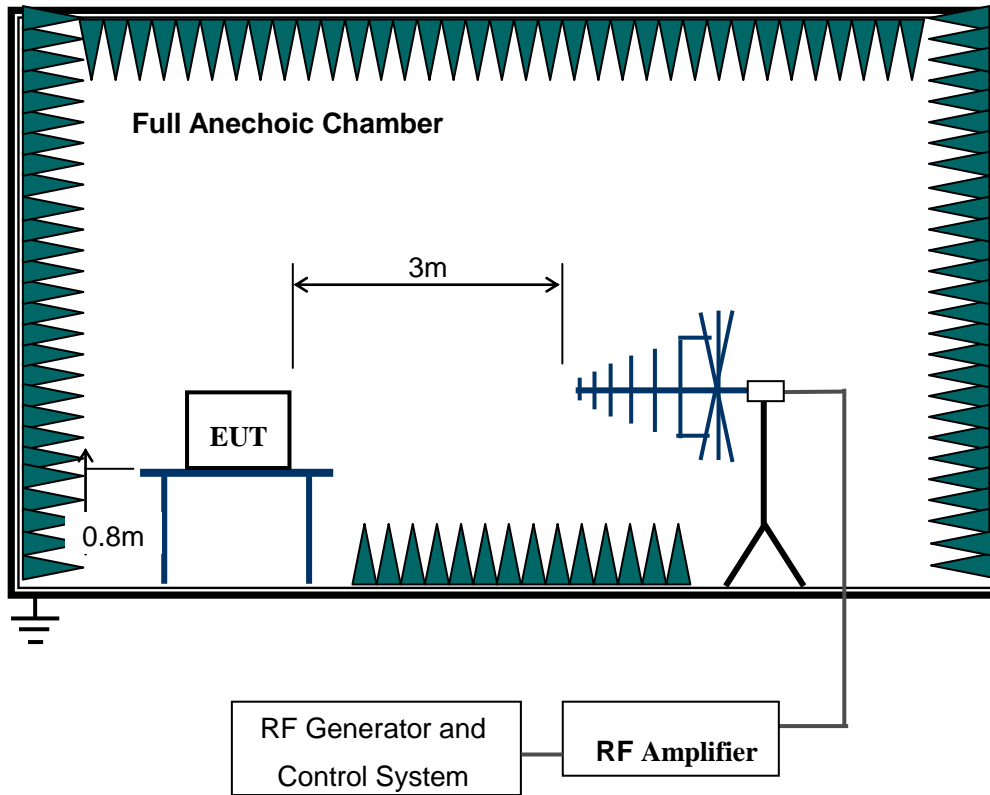 Full Anechoic Chamber
3m
EUT
0.8m
RF Generator and
Control System
RF Amplifier